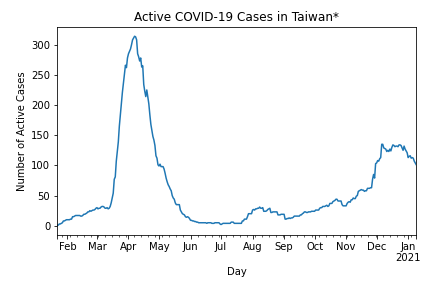 Active COVID-19 Cases in Taiwan*
Number of Active Cases
300
250
200
150
100
50
0
Feb Mar Apr May Jun Jul Aug Sep Oct Nov Dec Jan
2021
Day